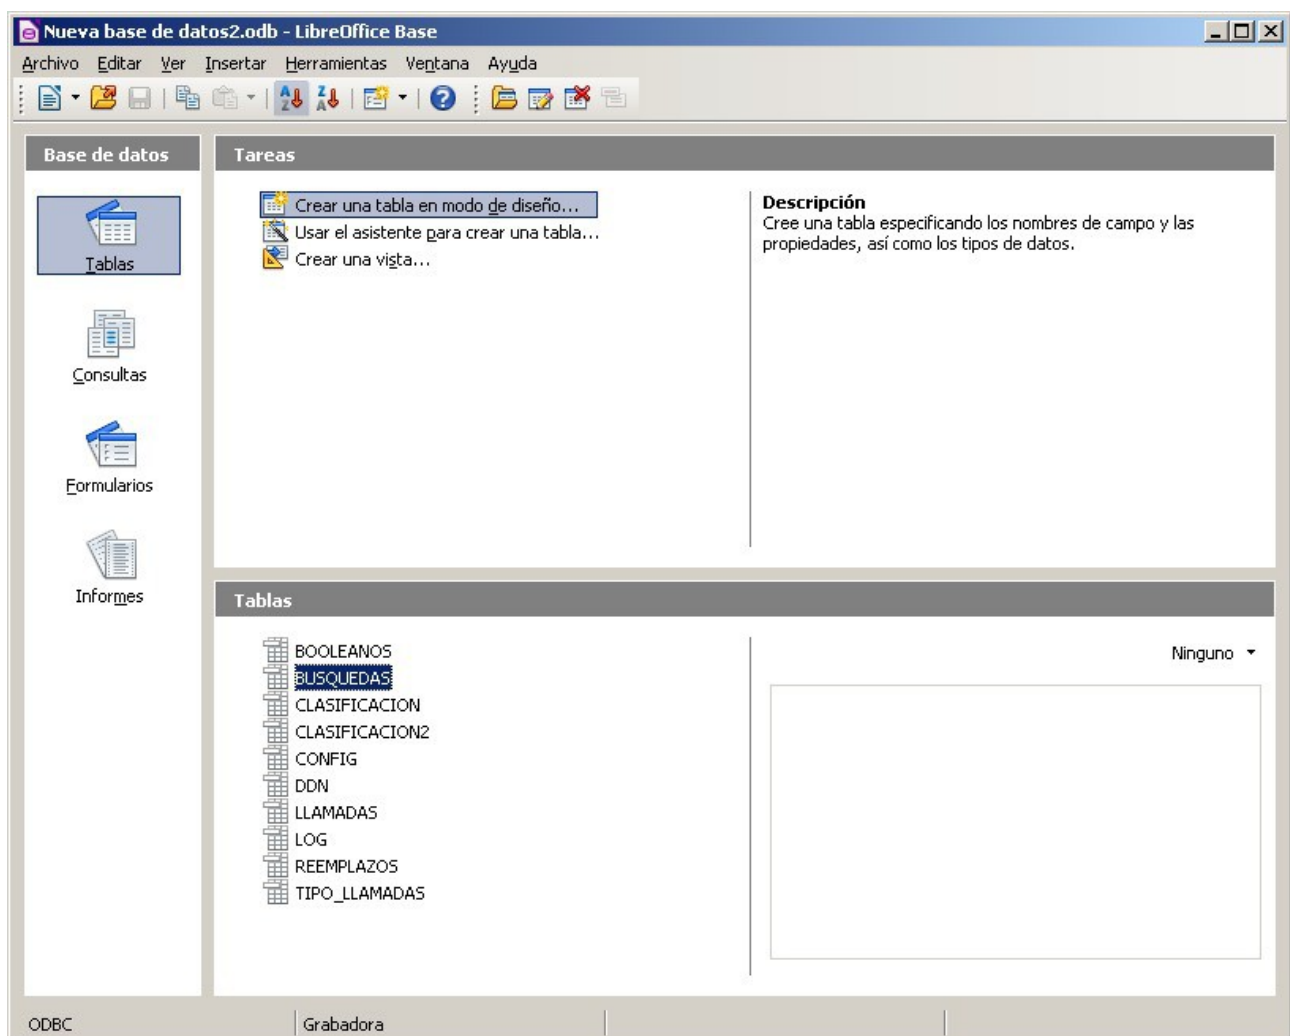 Nueva base de datos2.odb - LibreOffice Base
Archivo Editar Ver Insertar Herramientas Ventana Ayuda
Base de datos
Tablas
Consultas
Formularios
Informes
Tareas
Crear una tabla en modo de diseño...
Usar el asistente para crear una tabla...
Crear una vista...
Descripción
Cree una tabla especificando los nombres de campo y las
propiedades, así como los tipos de datos.
Tablas
BOOLEANOS
BUSQUEDAS
CLASIFICACION
CLASIFICACION2
CONFIG
DDN
LLAMADAS
LOG
REEMPLAZOS
TIPO_LLAMADAS
Ninguno
ODBC Grabadora